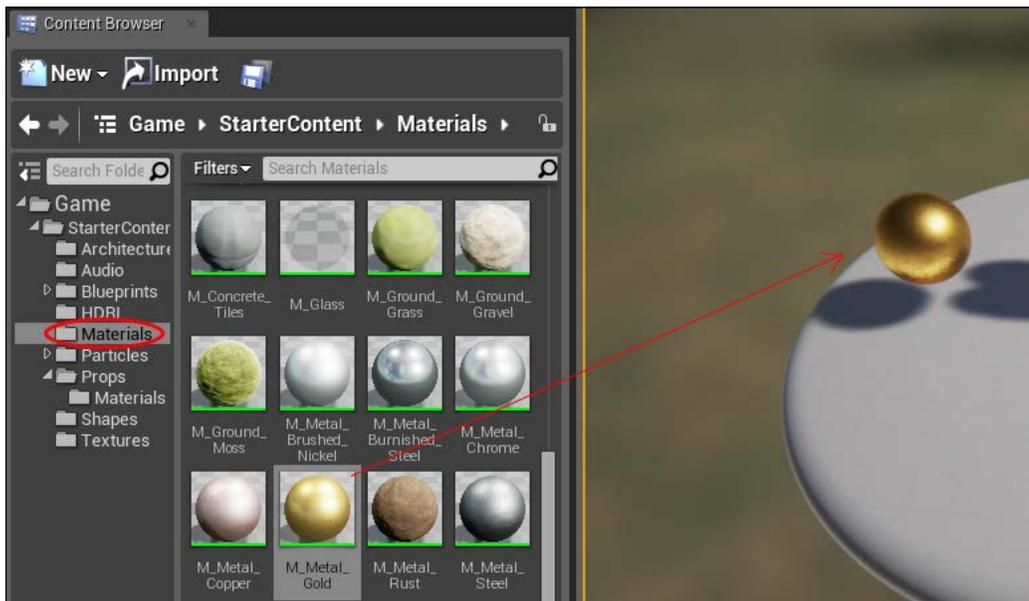 Content Browser
New Import
Game StarterContent Materials
Search Folde
Filters Search Materials
Game
StarterConter
Architecture
Audio
Blueprints
HDRI
Materials
Particles
Props
Materials
Shapes
Textures
M_Concrete_
Tiles
M_Glass
M_Ground_
Grass
M_Ground_
Gravel
M_Ground_
Moss
M_Metal_
Brushed_
Nickel
M_Metal_
Burnished_
Steel
M_Metal_
Chrome
M_Metal_
Copper
M_Metal_
Gold
M_Metal_
Rust
M_Metal_
Steel